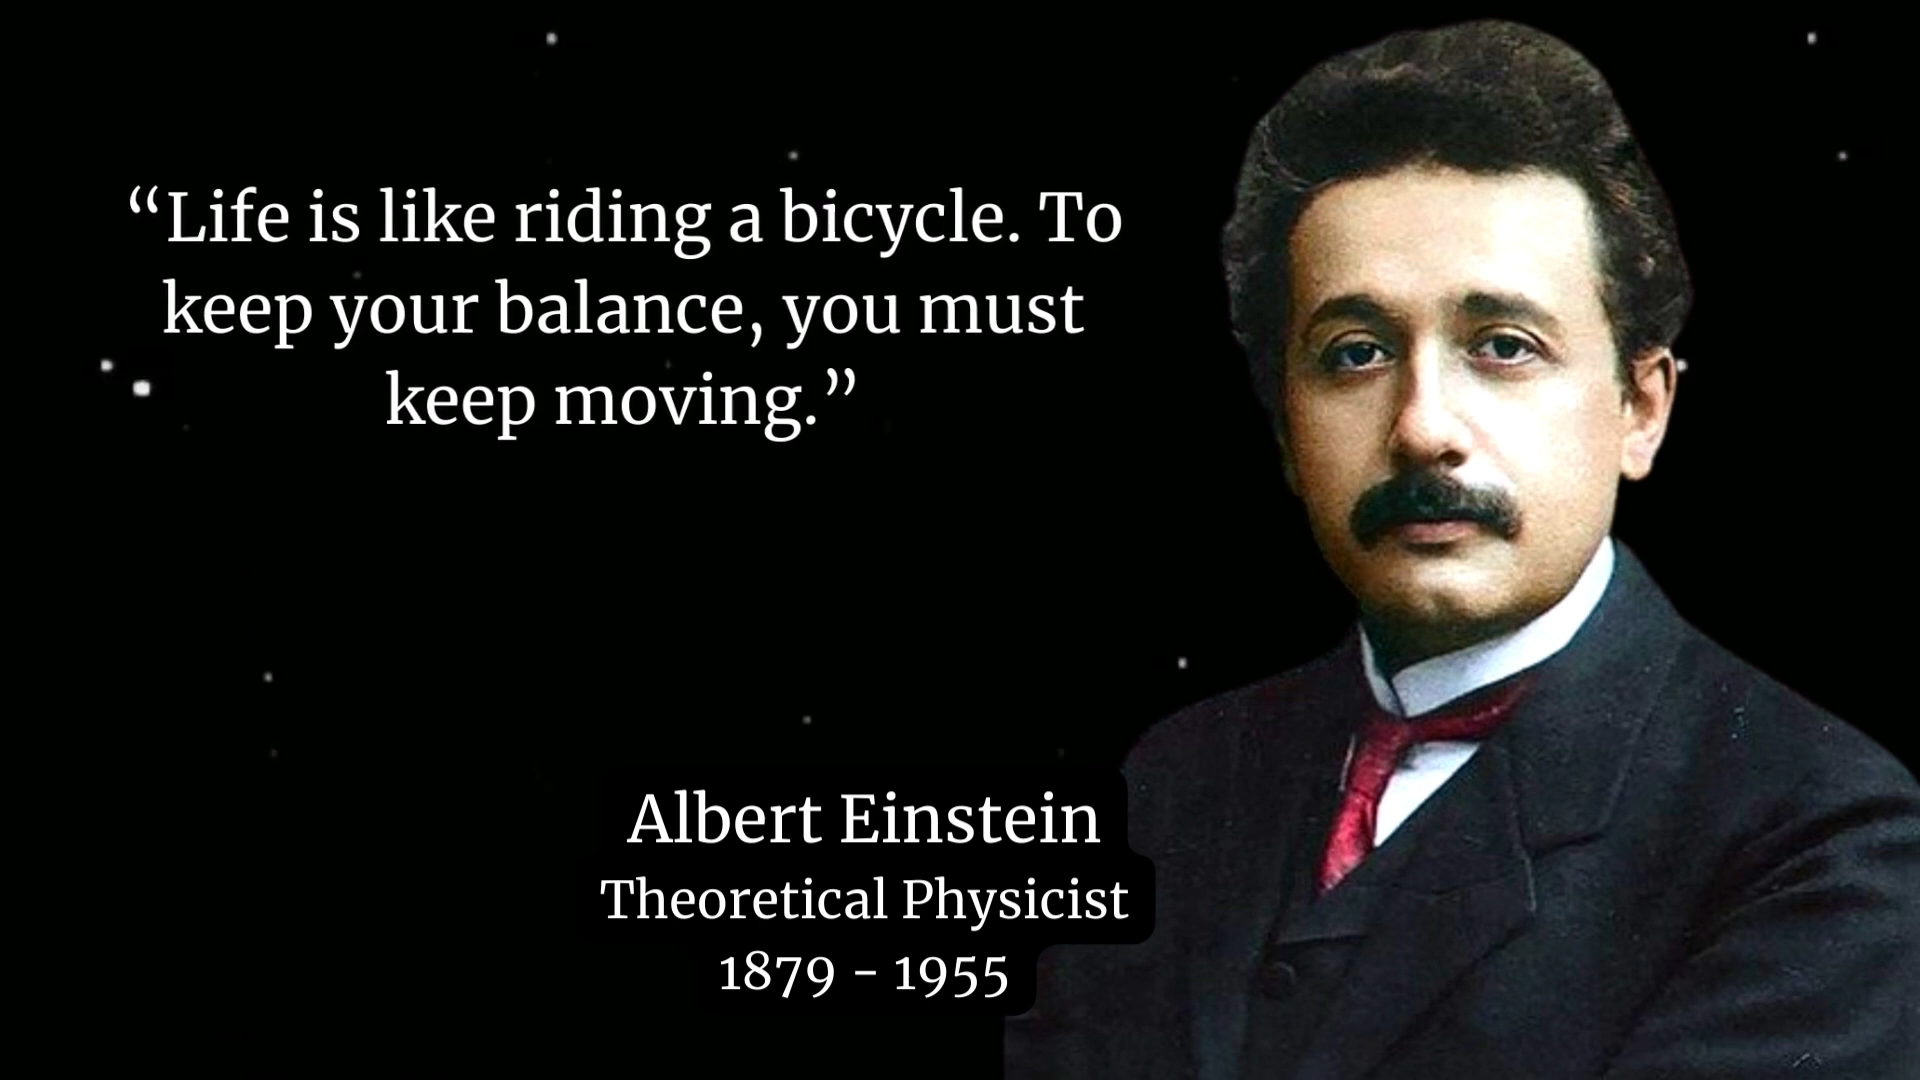 “Life is like riding a bicycle. To
keep your balance, you must
keep moving.”
Albert Einstein
Theoretical Physicist
1879 - 1955